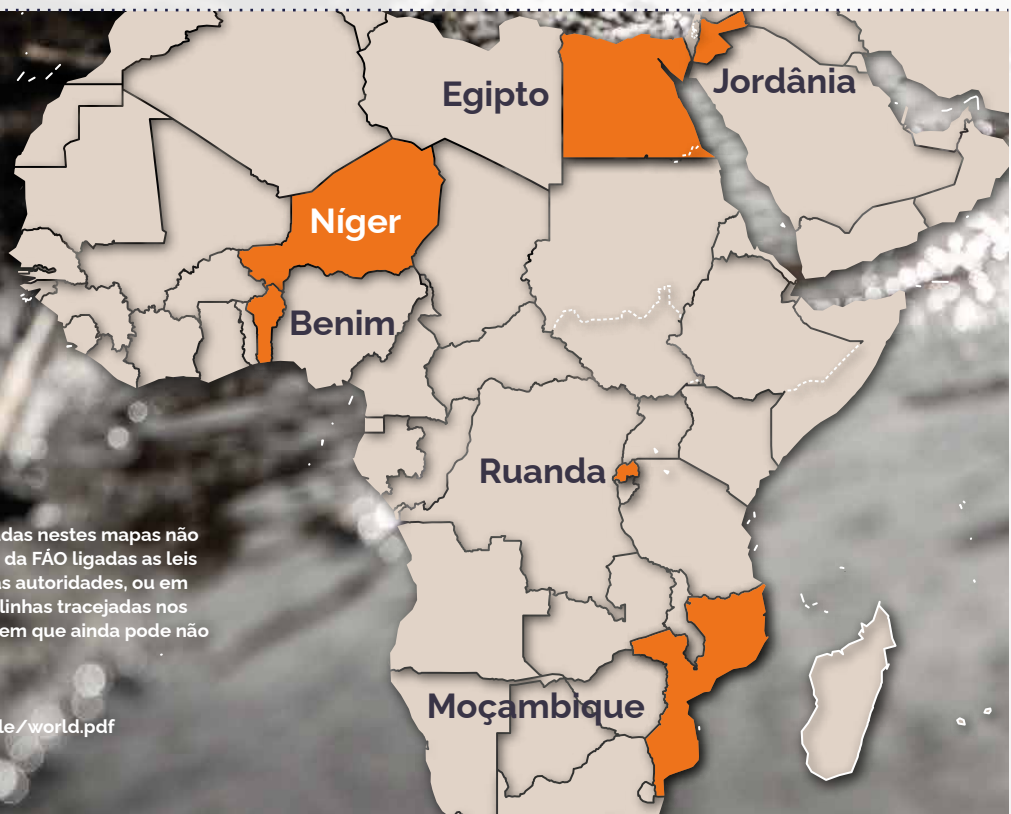 Egipto
Jordânia
Níger
Benim
Ruanda
das nestes mapas não
da FÁO ligadas as leis
as autoridades, ou em
linhas tracejadas nos
em que ainda pode não
Moçambique
le/world.pdf